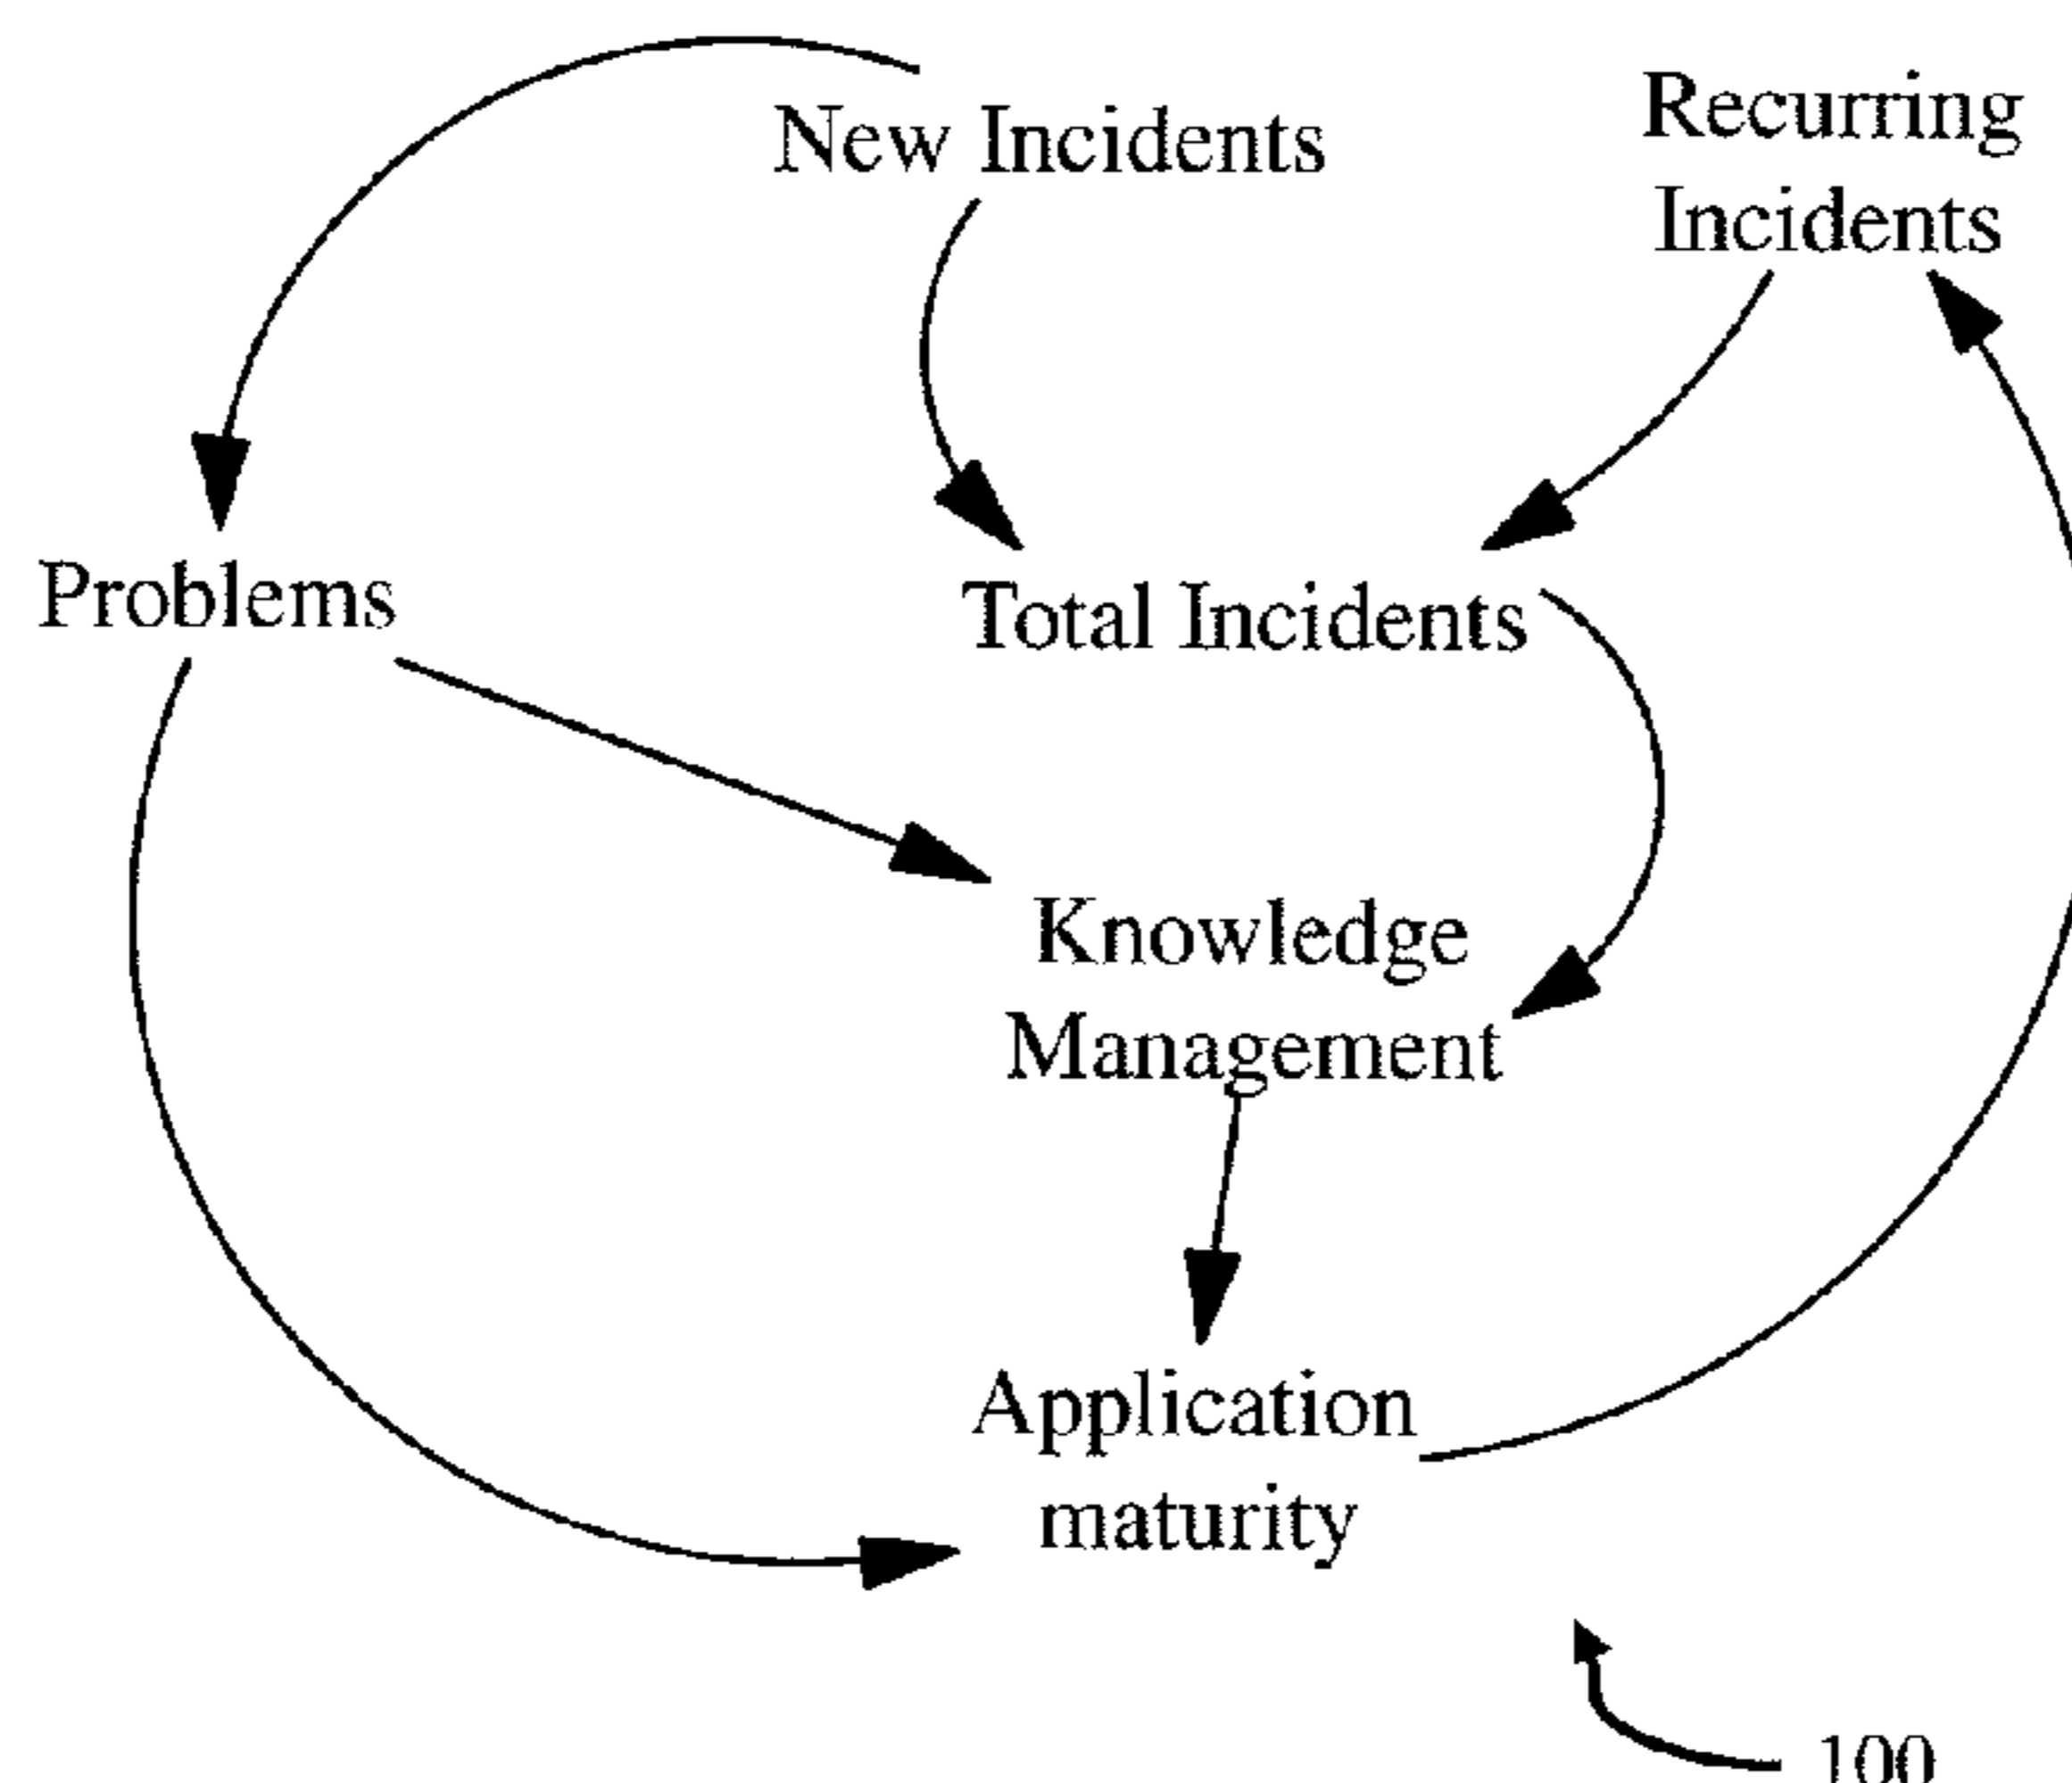 New Incidents
Recurring
Incidents
Problems
Total Incidents
Knowledge
Management
Application
maturity
100